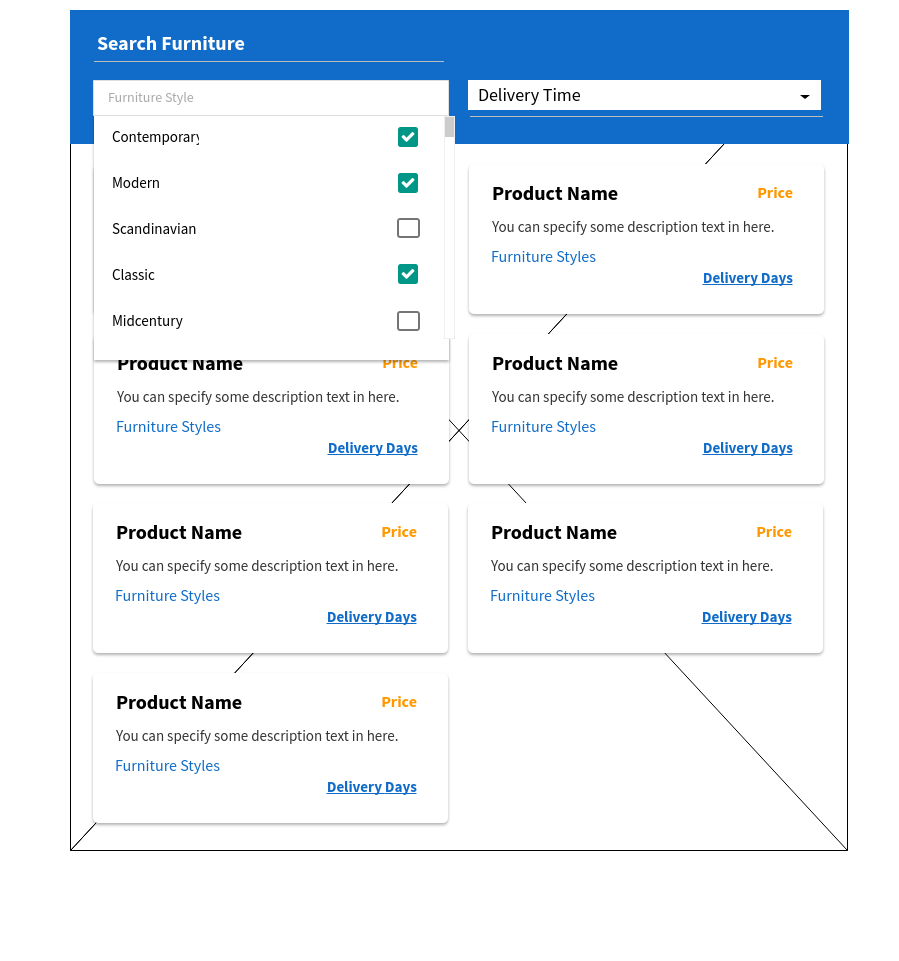 Search Furniture
Furniture Style
Delivery Time
Contemporary
Modern
Scandinavian
Classic
Midcentury
Product Name Price
You can specify some description text in here.
Furniture Styles
Delivery Days
Product Name Price
You can specify some description text in here.
Furniture Styles
Delivery Days
Product Name Price
You can specify some description text in here.
Furniture Styles
Delivery Days
Product Name Price
You can specify some description text in here.
Furniture Styles
Delivery Days
Product Name Price
You can specify some description text in here.
Furniture Styles
Delivery Days
Product Name Price
You can specify some description text in here.
Furniture Styles
Delivery Days